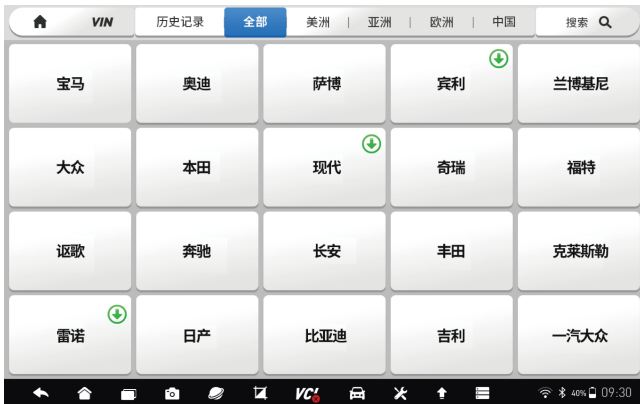 VIN 历史记录 全部 美洲 | 亚洲 | 欧洲 | 中国 搜索
宝马 奥迪 萨博 宾利 兰博基尼
大众 本田 现代 奇瑞 福特
讴歌 奔驰 长安 丰田 克莱斯勒
雷诺 日产 比亚迪 吉利 一汽大众
VCI 40% 09:30